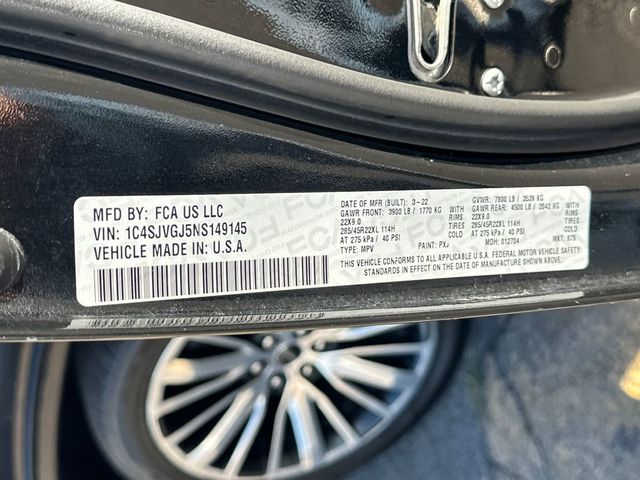 MFD BY: FCA US LLC
VIN: 1C4SJVGJ5NS149145
VEHICLE MADE IN: U.S.A.
DATE OF MFR (BUILT): 3-22 GVWR: 7800 LB / 3539 KG
GAWR FRONT: 3900 LB / 1770 KG GAWR REAR: 4500 LB / 2042 KG
22X9.0 RIMS 22X9.0
285/45R22XL 114H TIRES 285/45R22XL 114H TIRES
AT 275 kPa / 40 PSI COLD AT 275 kPa / 40 PSI COLD
TYPE: MPV PAINT: PXJ MDH: 012704 MKT: 875
THIS VEHICLE CONFORMS TO ALL APPLICABLE U.S.A. FEDERAL MOTOR VEHICLE SAFETY
STANDARDS IN EFFECT ON THE DATE OF MANUFACTURE SHOWN ABOVE.